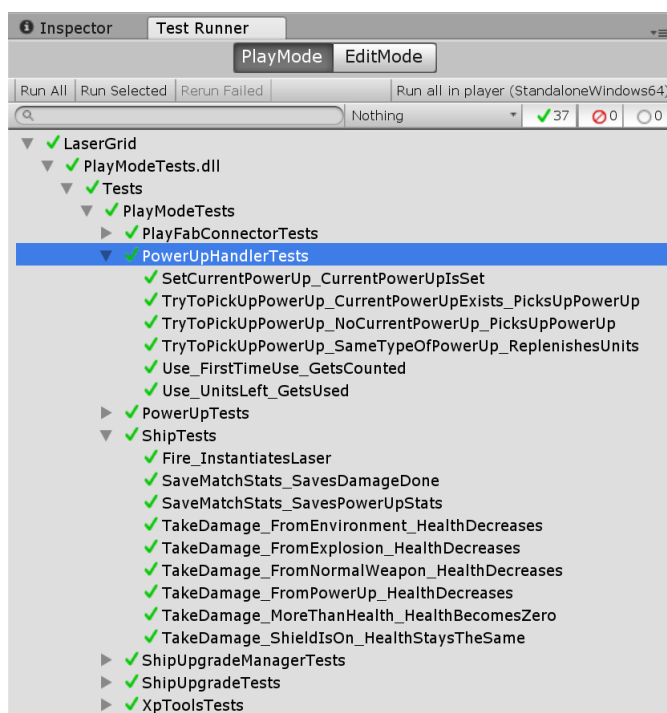 Inspector Test Runner
PlayMode EditMode
Run All Run Selected Rerun Failed Run all in player (StandaloneWindows64)
Nothing 37 0 0
LaserGrid
PlayModeTests.dll
Tests
PlayModeTests
PlayFabConnectorTests
PowerUpHandlerTests
SetCurrentPowerUp_CurrentPowerUpIsSet
TryToPickUpPowerUp_CurrentPowerUpExists_PicksUpPowerUp
TryToPickUpPowerUp_NoCurrentPowerUp_PicksUpPowerUp
TryToPickUpPowerUp_SameTypeOfPowerUp_ReplenishesUnits
Use_FirstTimeUse_GetsCounted
Use_UnitsLeft_GetsUsed
PowerUpTests
ShipTests
Fire_InstantiatesLaser
SaveMatchStats_SavesDamageDone
SaveMatchStats_SavesPowerUpStats
TakeDamage_FromEnvironment_HealthDecreases
TakeDamage_FromExplosion_HealthDecreases
TakeDamage_FromNormalWeapon_HealthDecreases
TakeDamage_FromPowerUp_HealthDecreases
TakeDamage_MoreThanHealth_HealthBecomesZero
TakeDamage_ShieldIsOn_HealthStaysTheSame
ShipUpgradeManagerTests
ShipUpgradeTests
XpToolsTests